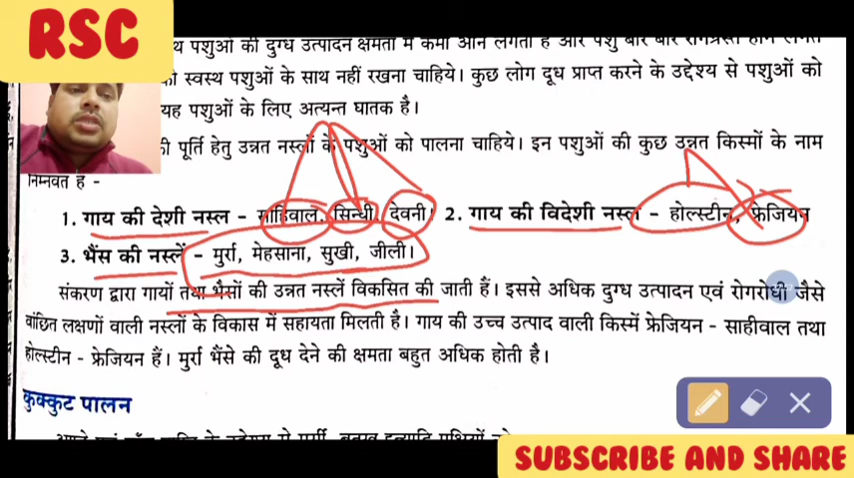 RSC
पशुओं की दुग्ध उत्पादन क्षमता में कमी आने लगती है और पशु बार बार रोगग्रस्त होने
स्वस्थ पशुओं के साथ नहीं रखना चाहिये। कुछ लोग दूध प्राप्त करने के उद्देश्य से पशुओं को
यह पशुओं के लिए अत्यन्त घातक है।
पूर्ति हेतु उन्नत नस्लों के पशुओं को पालना चाहिये। इन पशुओं की कुछ उन्नत किस्मों के नाम
निम्नवत है -
1. गाय की देशी नस्ल - साहिवाल, सिन्धी, देवनी। 2. गाय की विदेशी नस्ल - होल्स्टीन, फ्रेजियन
3. भैंस की नस्लें - मुर्रा, मेहसाना, सुखी, जीली।
संकरण द्वारा गायों तथा भैसों की उन्नत नस्लें विकसित की जाती हैं। इससे अधिक दुग्ध उत्पादन एवं रोगरोधी जैसे
वांछित लक्षणों वाली नस्लों के विकास में सहायता मिलती है। गाय की उच्च उत्पाद वाली किस्में फ्रेजियन - साहीवाल तथा
होल्स्टीन - फ्रेजियन हैं। मुर्रा भैंसे की दूध देने की क्षमता बहुत अधिक होती है।
कुक्कुट पालन
SUBSCRIBE AND SHARE